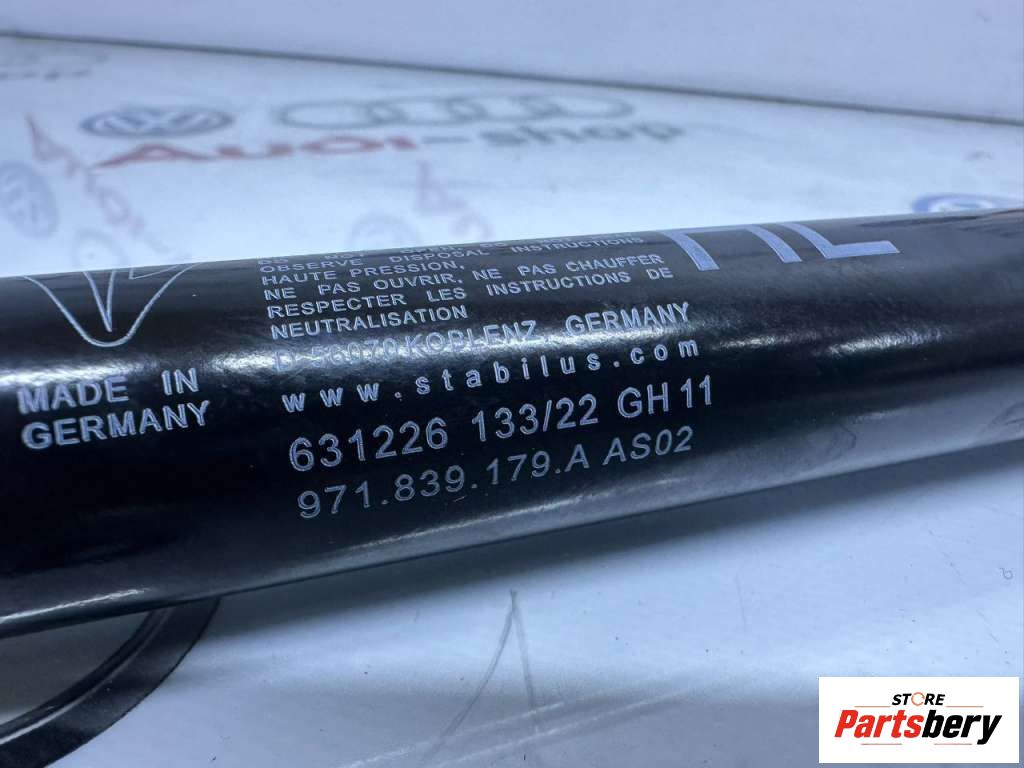 Audi-shop
OBSERVE DISPOSAL INSTRUCTIONS
HAUTE PRESSION,
NE PAS OUVRIR, NE PAS CHAUFFER
RESPECTER LES INSTRUCTIONS DE
NEUTRALISATION
D-56070 KOBLENZ, GERMANY
www.stabilus.com
MADE IN
GERMANY
631226 133/22 GH 11
971.839.179.A AS02
STORE
Partsbery